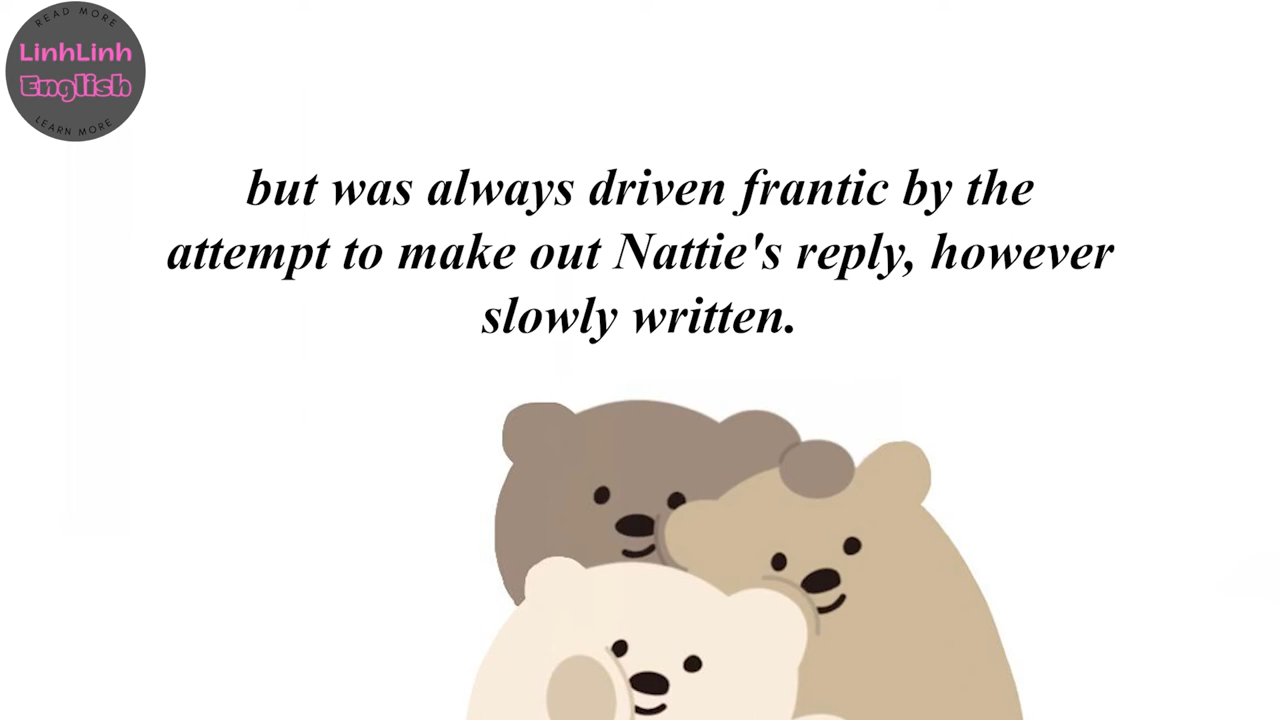 READ MORE
LinhLinh
English
LEARN MORE
but was always driven frantic by the
attempt to make out Nattie's reply, however
slowly written.